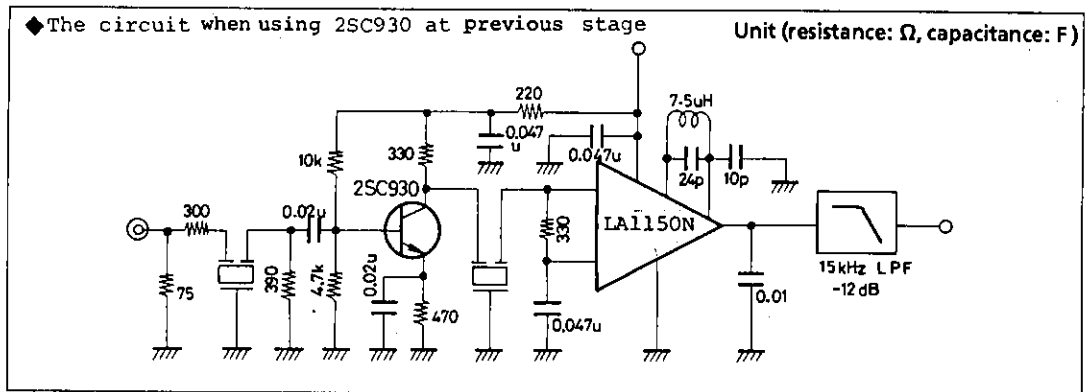 ◆The circuit when using 2SC930 at previous stage
Unit (resistance: Ω, capacitance: F)
220
7.5uH
0.047
u
0.047u
10k
330
24p
10p
2SC930
300
0.02u
330
LA1150N
75
390
4.7k
0.02u
470
0.047u
0.01
15kHz LPF
-12dB